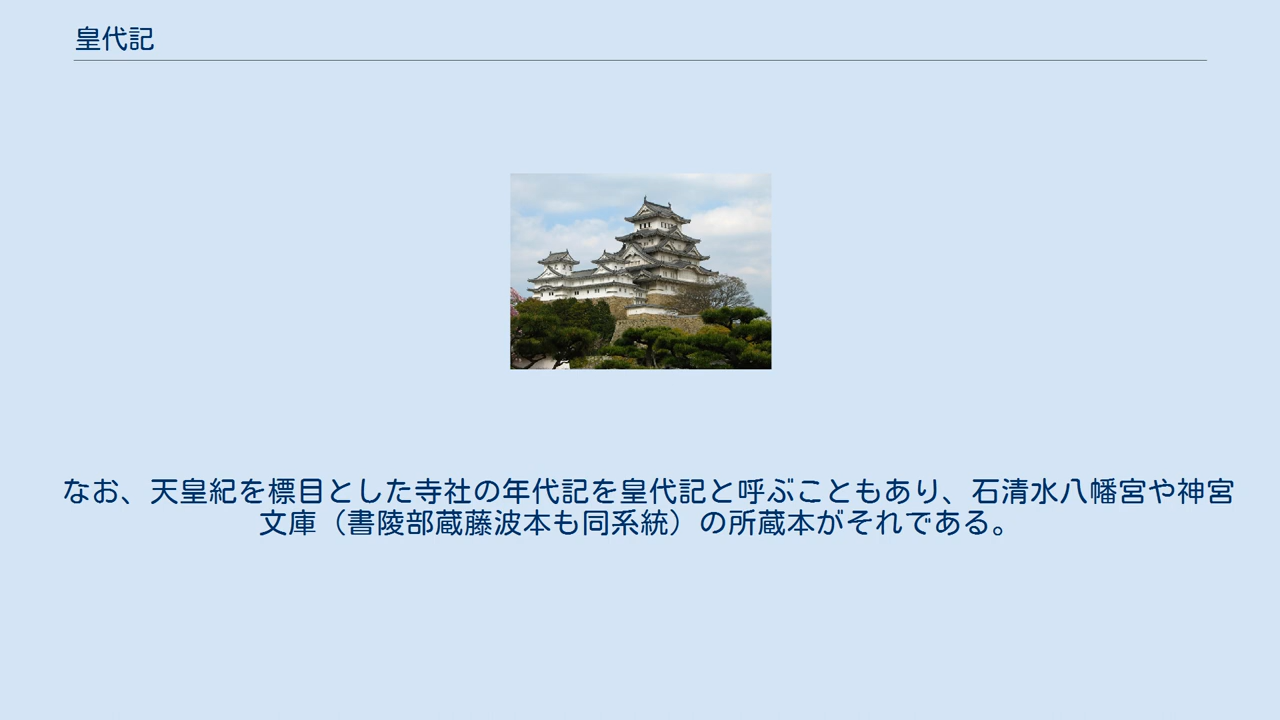 皇代記
なお、天皇紀を標目とした寺社の年代記を皇代記と呼ぶこともあり、石清水八幡宮や神宮
文庫（書陵部蔵藤波本も同系統）の所蔵本がそれである。